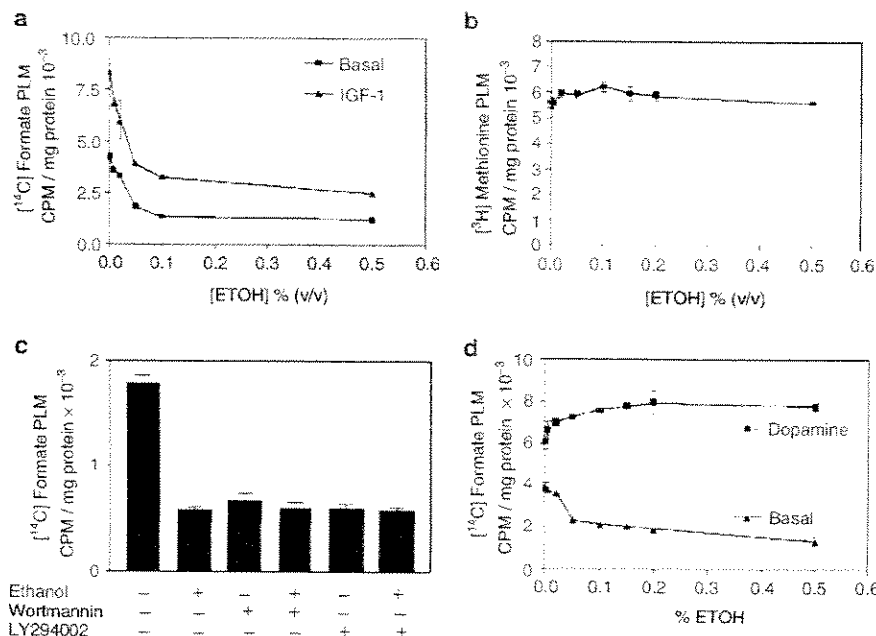 a
[¹⁴C] Formate PLM
CPM / mg protein 10⁻³
10.0
7.5
5.0
2.5
0.0
Basal
IGF-1
0.0 0.1 0.2 0.3 0.4 0.5 0.6
[ETOH] % (v/v)
b
[³H] Methionine PLM
CPM / mg protein 10⁻³
8
7
6
5
4
3
2
1
0
0.0 0.1 0.2 0.3 0.4 0.5 0.6
[ETOH] % (v/v)
c
[¹⁴C] Formate PLM
CPM / mg protein × 10⁻³
2
1
0
Ethanol − + − + − +
Wortmannin − − + + − −
LY294002 − − − − + +
d
[¹⁴C] Formate PLM
CPM / mg protein × 10⁻³
10
8
6
4
2
0
Dopamine
Basal
0.0 0.1 0.2 0.3 0.4 0.5 0.6
% ETOH